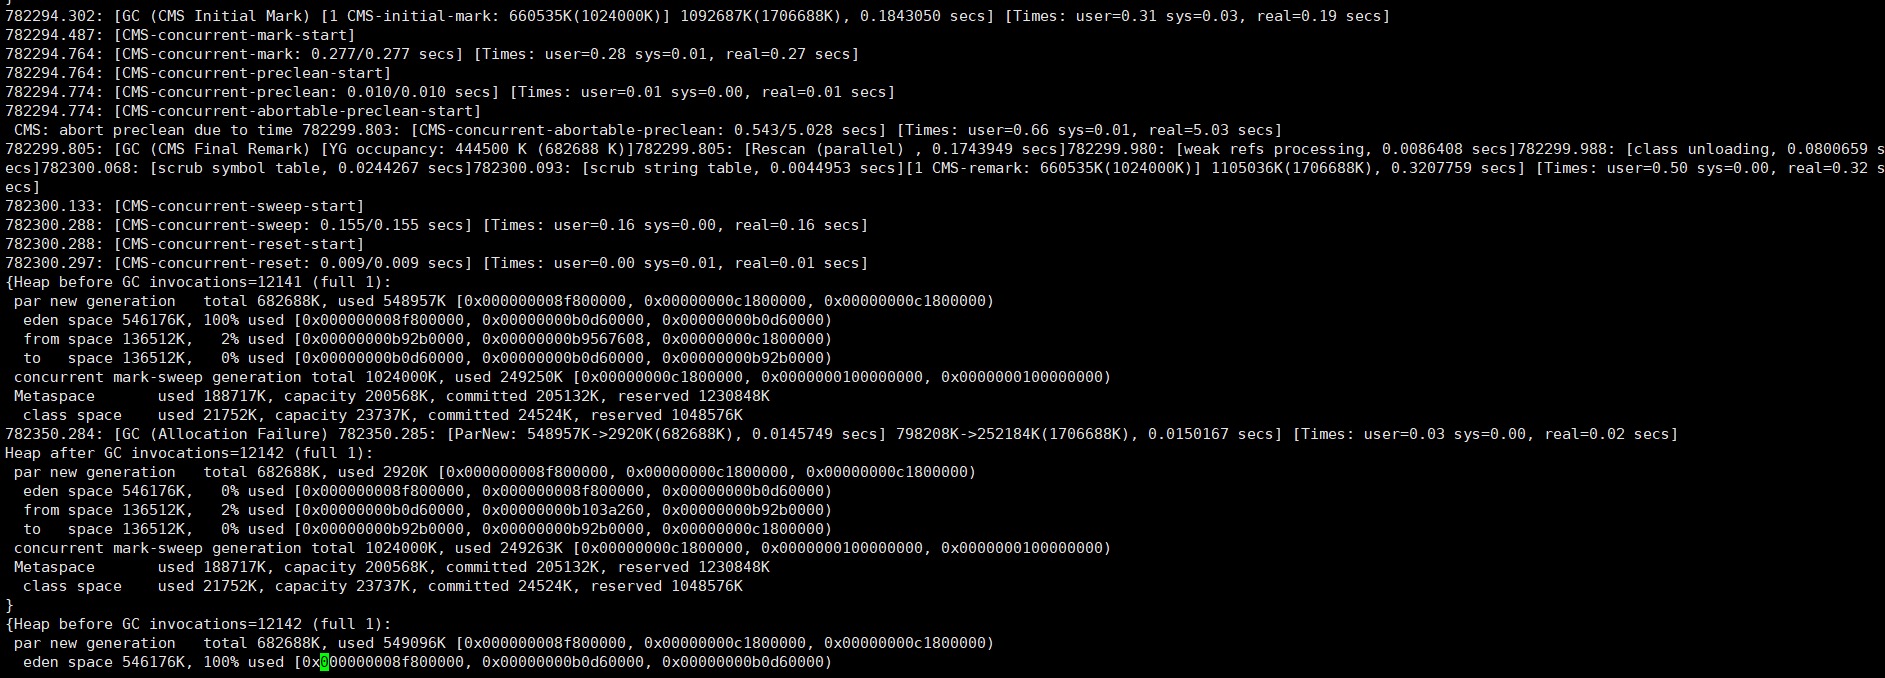 782294.302: [GC (CMS Initial Mark) [1 CMS-initial-mark: 660535K(1024000K)] 1092687K(1706688K), 0.1843050 secs] [Times: user=0.31 sys=0.03, real=0.19 secs]
782294.487: [CMS-concurrent-mark-start]
782294.764: [CMS-concurrent-mark: 0.277/0.277 secs] [Times: user=0.28 sys=0.01, real=0.27 secs]
782294.764: [CMS-concurrent-preclean-start]
782294.774: [CMS-concurrent-preclean: 0.010/0.010 secs] [Times: user=0.01 sys=0.00, real=0.01 secs]
782294.774: [CMS-concurrent-abortable-preclean-start]
 CMS: abort preclean due to time 782299.803: [CMS-concurrent-abortable-preclean: 0.543/5.028 secs] [Times: user=0.66 sys=0.01, real=5.03 secs]
782299.805: [GC (CMS Final Remark) [YG occupancy: 444500 K (682688 K)]782299.805: [Rescan (parallel) , 0.1743949 secs]782299.980: [weak refs processing, 0.0086408 secs]782299.988: [class unloading, 0.0800659 s
ecs]782300.068: [scrub symbol table, 0.0244267 secs]782300.093: [scrub string table, 0.0044953 secs][1 CMS-remark: 660535K(1024000K)] 1105036K(1706688K), 0.3207759 secs] [Times: user=0.50 sys=0.00, real=0.32 s
ecs]
782300.133: [CMS-concurrent-sweep-start]
782300.288: [CMS-concurrent-sweep: 0.155/0.155 secs] [Times: user=0.16 sys=0.00, real=0.16 secs]
782300.288: [CMS-concurrent-reset-start]
782300.297: [CMS-concurrent-reset: 0.009/0.009 secs] [Times: user=0.00 sys=0.01, real=0.01 secs]
{Heap before GC invocations=12141 (full 1):
 par new generation   total 682688K, used 548957K [0x000000008f800000, 0x00000000c1800000, 0x00000000c1800000)
  eden space 546176K, 100% used [0x000000008f800000, 0x00000000b0d60000, 0x00000000b0d60000)
  from space 136512K,   2% used [0x00000000b92b0000, 0x00000000b9567608, 0x00000000c1800000)
  to   space 136512K,   0% used [0x00000000b0d60000, 0x00000000b0d60000, 0x00000000b92b0000)
 concurrent mark-sweep generation total 1024000K, used 249250K [0x00000000c1800000, 0x0000000100000000, 0x0000000100000000)
 Metaspace       used 188717K, capacity 200568K, committed 205132K, reserved 1230848K
  class space    used 21752K, capacity 23737K, committed 24524K, reserved 1048576K
782350.284: [GC (Allocation Failure) 782350.285: [ParNew: 548957K->2920K(682688K), 0.0145749 secs] 798208K->252184K(1706688K), 0.0150167 secs] [Times: user=0.03 sys=0.00, real=0.02 secs]
Heap after GC invocations=12142 (full 1):
 par new generation   total 682688K, used 2920K [0x000000008f800000, 0x00000000c1800000, 0x00000000c1800000)
  eden space 546176K,   0% used [0x000000008f800000, 0x000000008f800000, 0x00000000b0d60000)
  from space 136512K,   2% used [0x00000000b0d60000, 0x00000000b103a260, 0x00000000b92b0000)
  to   space 136512K,   0% used [0x00000000b92b0000, 0x00000000b92b0000, 0x00000000c1800000)
 concurrent mark-sweep generation total 1024000K, used 249263K [0x00000000c1800000, 0x0000000100000000, 0x0000000100000000)
 Metaspace       used 188717K, capacity 200568K, committed 205132K, reserved 1230848K
  class space    used 21752K, capacity 23737K, committed 24524K, reserved 1048576K
}
{Heap before GC invocations=12142 (full 1):
 par new generation   total 682688K, used 549096K [0x000000008f800000, 0x00000000c1800000, 0x00000000c1800000)
  eden space 546176K, 100% used [0x000000008f800000, 0x00000000b0d60000, 0x00000000b0d60000)